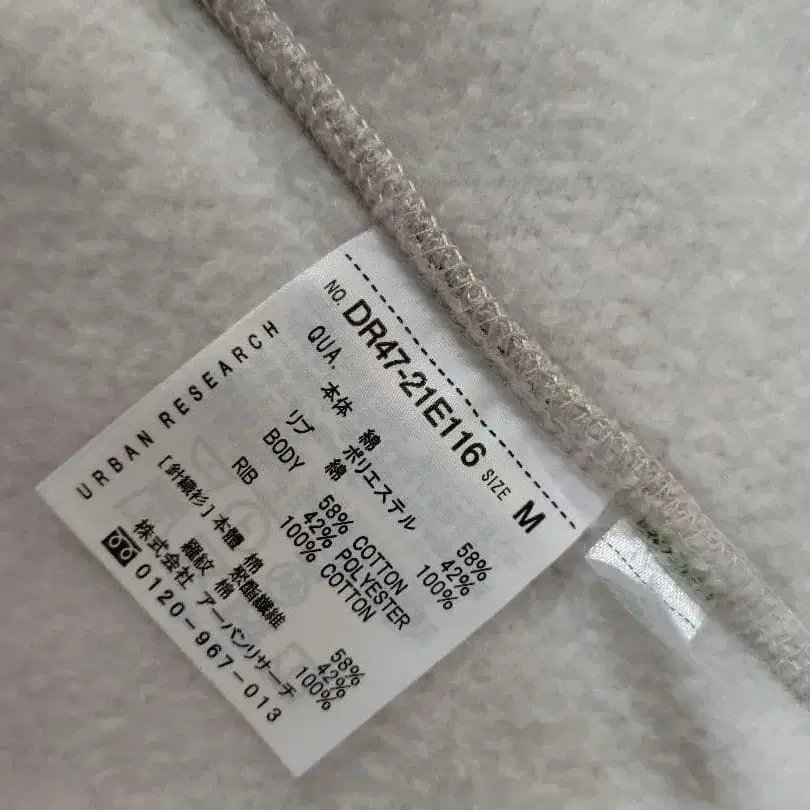 NO. DR47-21E116 SIZE M
QUA.
本体 綿 58%
ポリエステル 42%
リブ 綿 100%
BODY 58% COTTON
42% POLYESTER
RIB 100% COTTON
[針織衫]本體 棉 58%
聚酯纖維 42%
羅紋 棉 100%
株式会社 アーバンリサーチ
0120-967-013
URBAN RESEARCH